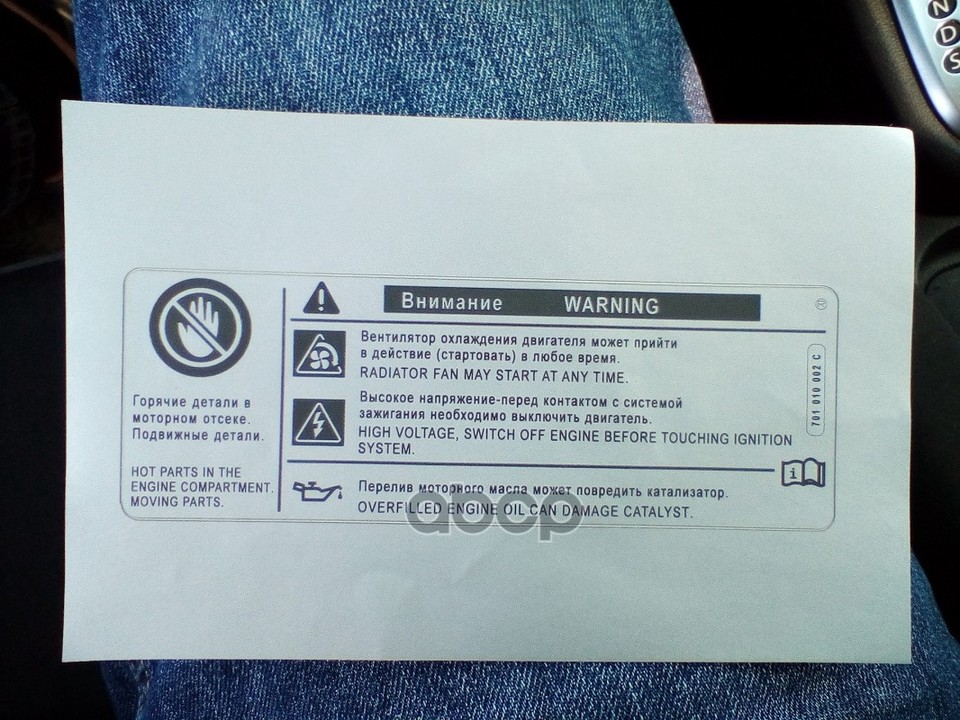 N
D
S
Внимание WARNING
®
Горячие детали в
моторном отсеке.
Подвижные детали.
HOT PARTS IN THE
ENGINE COMPARTMENT.
MOVING PARTS.
Вентилятор охлаждения двигателя может прийти
в действие (стартовать) в любое время.
RADIATOR FAN MAY START AT ANY TIME.
Высокое напряжение-перед контактом с системой
зажигания необходимо выключить двигатель.
HIGH VOLTAGE, SWITCH OFF ENGINE BEFORE TOUCHING IGNITION
SYSTEM.
701 010 002 C
i
Перелив моторного масла может повредить катализатор.
OVERFILLED ENGINE OIL CAN DAMAGE CATALYST.
abcp